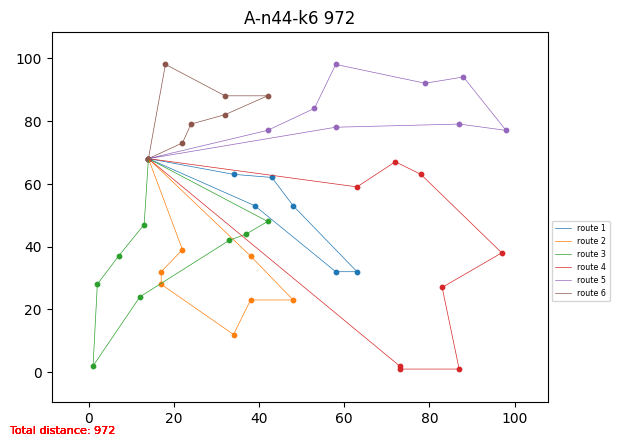 A-n44-k6 972
100
80
60
40
20
0
0 20 40 60 80 100
route 1
route 2
route 3
route 4
route 5
route 6
Total distance: 972